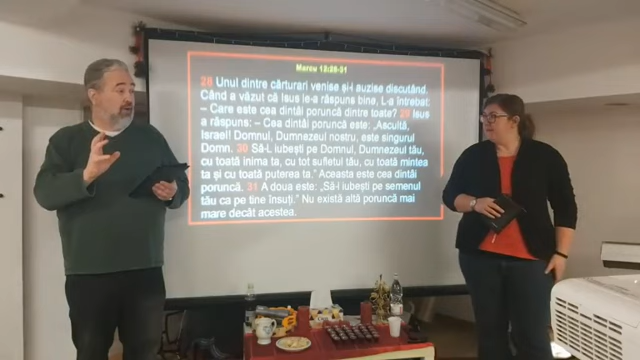 Marcu 12:28-31
28 Unul dintre cărturari venise și-i auzise discutând.
Când a văzut că Isus le-a răspuns bine, L-a întrebat:
– Care este cea dintâi poruncă dintre toate? 29 Isus
a răspuns: – Cea dintâi poruncă este: „Ascultă,
Israel! Domnul, Dumnezeul nostru, este singurul
Domn. 30 Să-L iubești pe Domnul, Dumnezeul tău,
cu toată inima ta, cu tot sufletul tău, cu toată mintea
ta și cu toată puterea ta.” Aceasta este cea dintâi
poruncă. 31 A doua este: „Să-l iubești pe semenul
tău ca pe tine însuți.” Nu există altă poruncă mai
mare decât acestea.